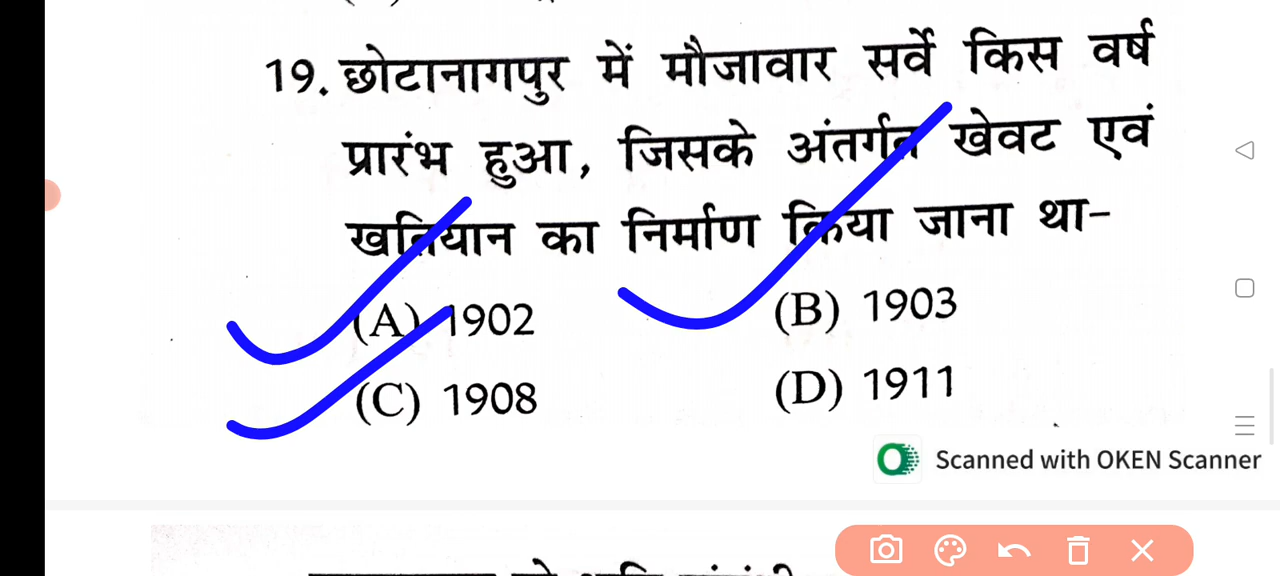 19. छोटानागपुर में मौजावार सर्वे किस वर्ष
प्रारंभ हुआ, जिसके अंतर्गत खेवट एवं
खतियान का निर्माण किया जाना था-
(A) 1902 (B) 1903
(C) 1908 (D) 1911
Scanned with OKEN Scanner